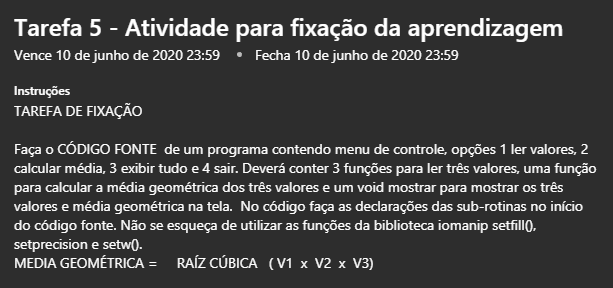 Tarefa 5 - Atividade para fixação da aprendizagem
Vence 10 de junho de 2020 23:59 • Fecha 10 de junho de 2020 23:59
Instruções
TAREFA DE FIXAÇÃO
Faça o CÓDIGO FONTE de um programa contendo menu de controle, opções 1 ler valores, 2
calcular média, 3 exibir tudo e 4 sair. Deverá conter 3 funções para ler três valores, uma função
para calcular a média geométrica dos três valores e um void mostrar para mostrar os três
valores e média geométrica na tela. No código faça as declarações das sub-rotinas no início
do código fonte. Não se esqueça de utilizar as funções da biblioteca iomanip setfill(),
setprecision e setw().
MEDIA GEOMÉTRICA = RAÍZ CÚBICA ( V1 x V2 x V3)